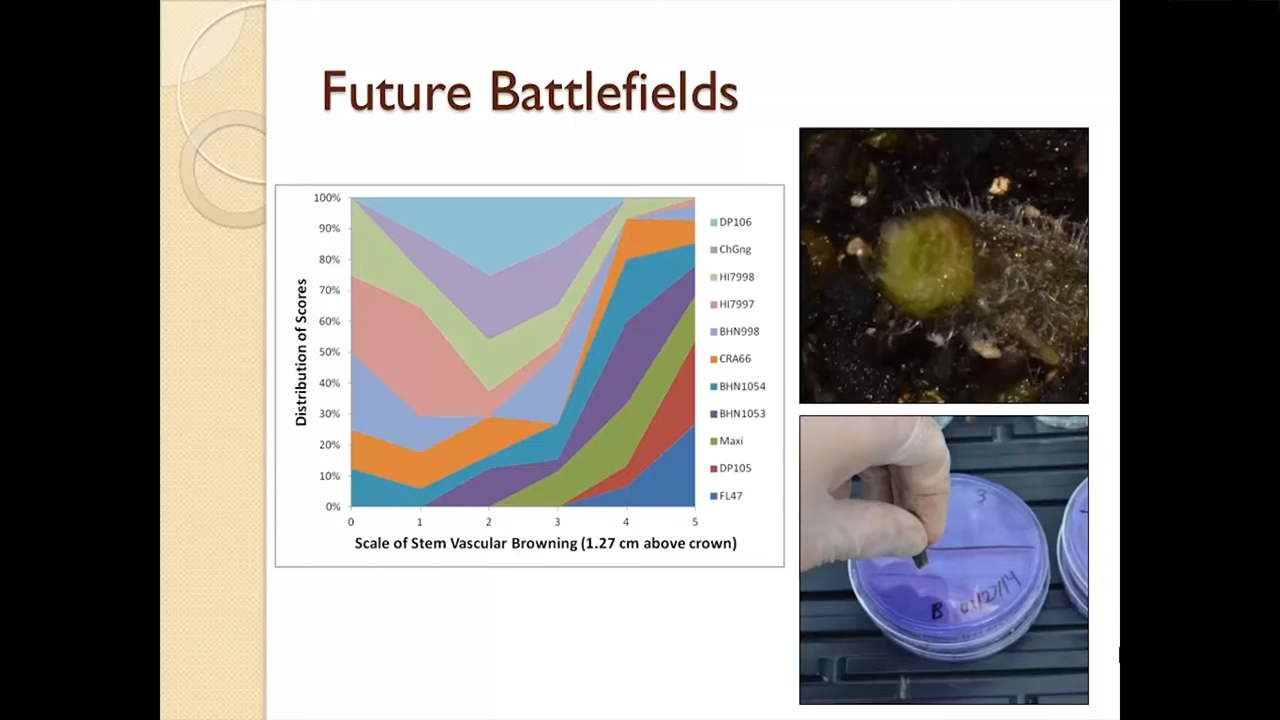 Future Battlefields
100%
90%
80%
70%
60%
50%
40%
30%
20%
10%
0%
Distribution of Scores
0 1 2 3 4 5
Scale of Stem Vascular Browning (1.27 cm above crown)
DP106
ChGng
HI7998
HI7997
BHN998
CRA66
BHN1054
BHN1053
Maxi
DP105
FL47
3
B